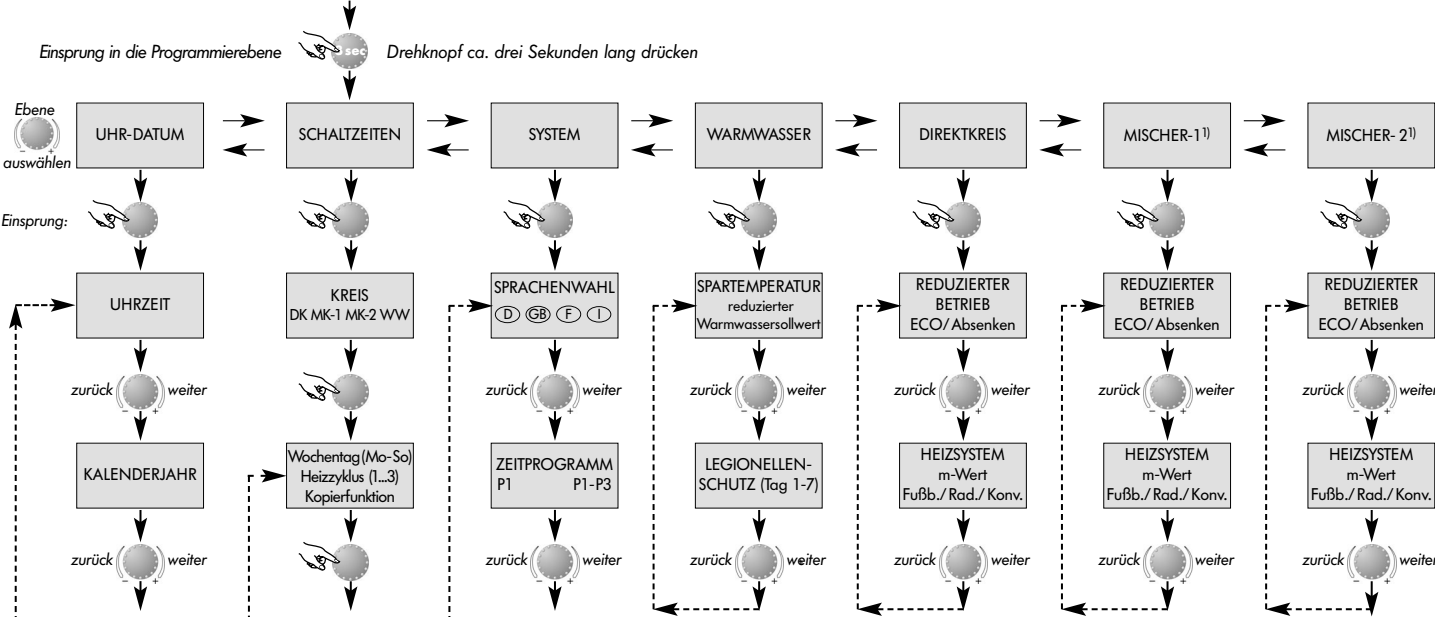 Einsprung in die Programmierebene
3 sec
Drehknopf ca. drei Sekunden lang drücken
Ebene
- +
auswählen
UHR-DATUM
SCHALTZEITEN
SYSTEM
WARMWASSER
DIREKTKREIS
MISCHER-1¹⁾
MISCHER- 2¹⁾
Einsprung:
UHRZEIT
KREIS
DK MK-1 MK-2 WW
SPRACHENWAHL
D GB F I
SPARTEMPERATUR
reduzierter
Warmwassersollwert
REDUZIERTER
BETRIEB
ECO/Absenken
REDUZIERTER
BETRIEB
ECO/Absenken
REDUZIERTER
BETRIEB
ECO/Absenken
zurück - + weiter
zurück - + weiter
zurück - + weiter
zurück - + weiter
zurück - + weiter
zurück - + weiter
KALENDERJAHR
Wochentag (Mo-So)
Heizzyklus (1...3)
Kopierfunktion
ZEITPROGRAMM
P1 P1-P3
LEGIONELLEN-
SCHUTZ (Tag 1-7)
HEIZSYSTEM
m-Wert
Fußb./Rad./Konv.
HEIZSYSTEM
m-Wert
Fußb./Rad./Konv.
HEIZSYSTEM
m-Wert
Fußb./Rad./Konv.
zurück - + weiter
zurück - + weiter
zurück - + weiter
zurück - + weiter
zurück - + weiter
zurück - + weiter